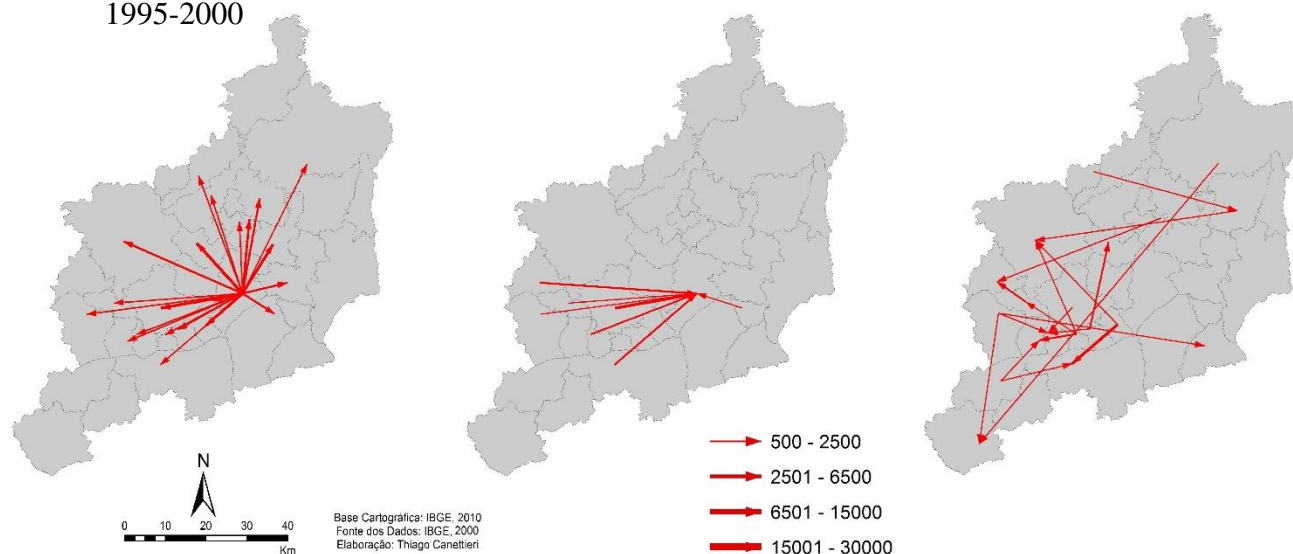 1995-2000
N
0 10 20 30 40
Km
Base Cartográfica: IBGE, 2010
Fonte dos Dados: IBGE, 2000
Elaboração: Thiago Canettieri
500 - 2500
2501 - 6500
6501 - 15000
15001 - 30000